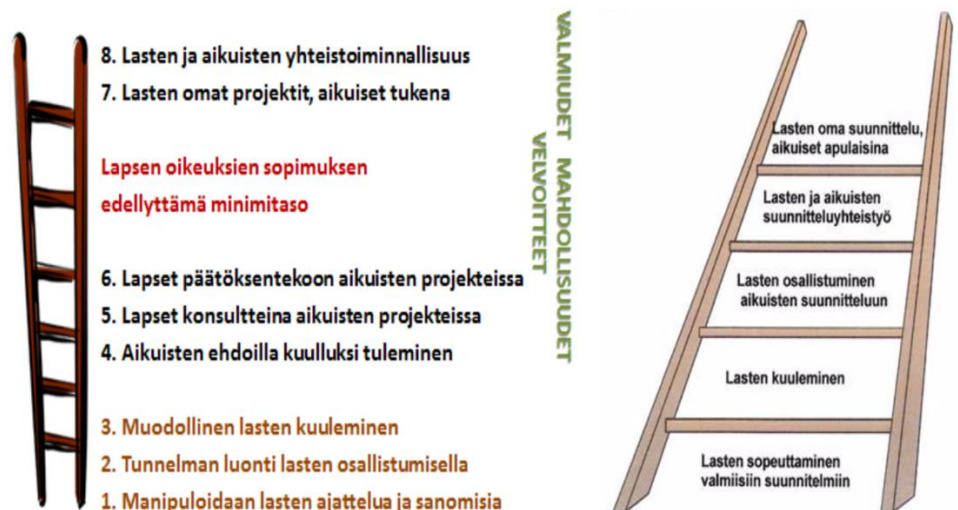 8. Lasten ja aikuisten yhteistoiminnallisuus
7. Lasten omat projektit, aikuiset tukena
Lapsen oikeuksien sopimuksen
edellyttämä minimitaso
6. Lapset päätöksentekoon aikuisten projekteissa
5. Lapset konsultteina aikuisten projekteissa
4. Aikuisten ehdoilla kuulluksi tuleminen
3. Muodollinen lasten kuuleminen
2. Tunnelman luonti lasten osallistumisella
1. Manipuloidaan lasten ajattelua ja sanomisia
VALMIUDET MAHDOLLISUUDET
VELVOITTEET
Lasten oma suunnittelu,
aikuiset apulaisina
Lasten ja aikuisten
suunnitteluyhteistyö
Lasten osallistuminen
aikuisten suunnitteluun
Lasten kuuleminen
Lasten sopeuttaminen
valmiisiin suunnitelmiin